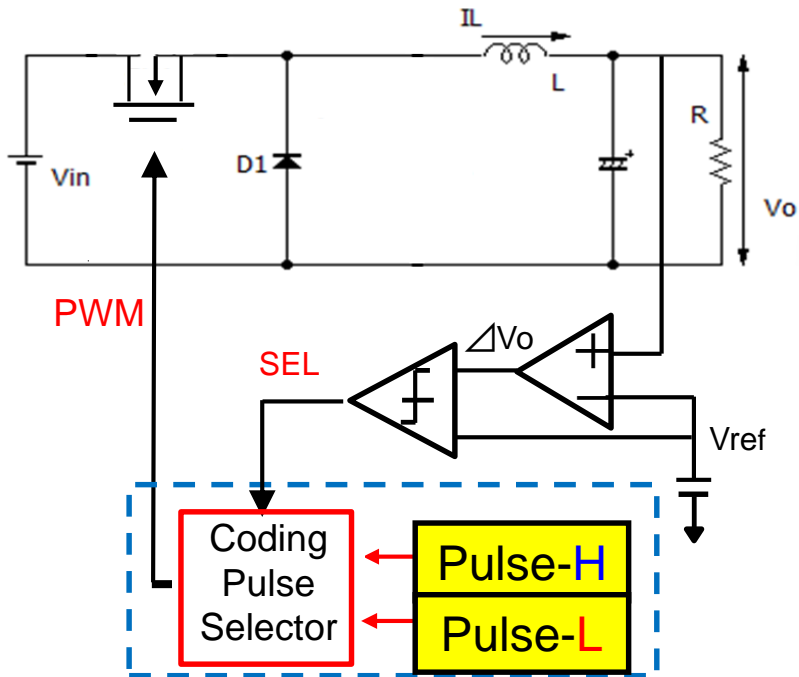 IL
L
R
D1
Vin
Vo
PWM
SEL
⊿Vo
Vref
Coding
Pulse
Selector
Pulse-H
Pulse-L